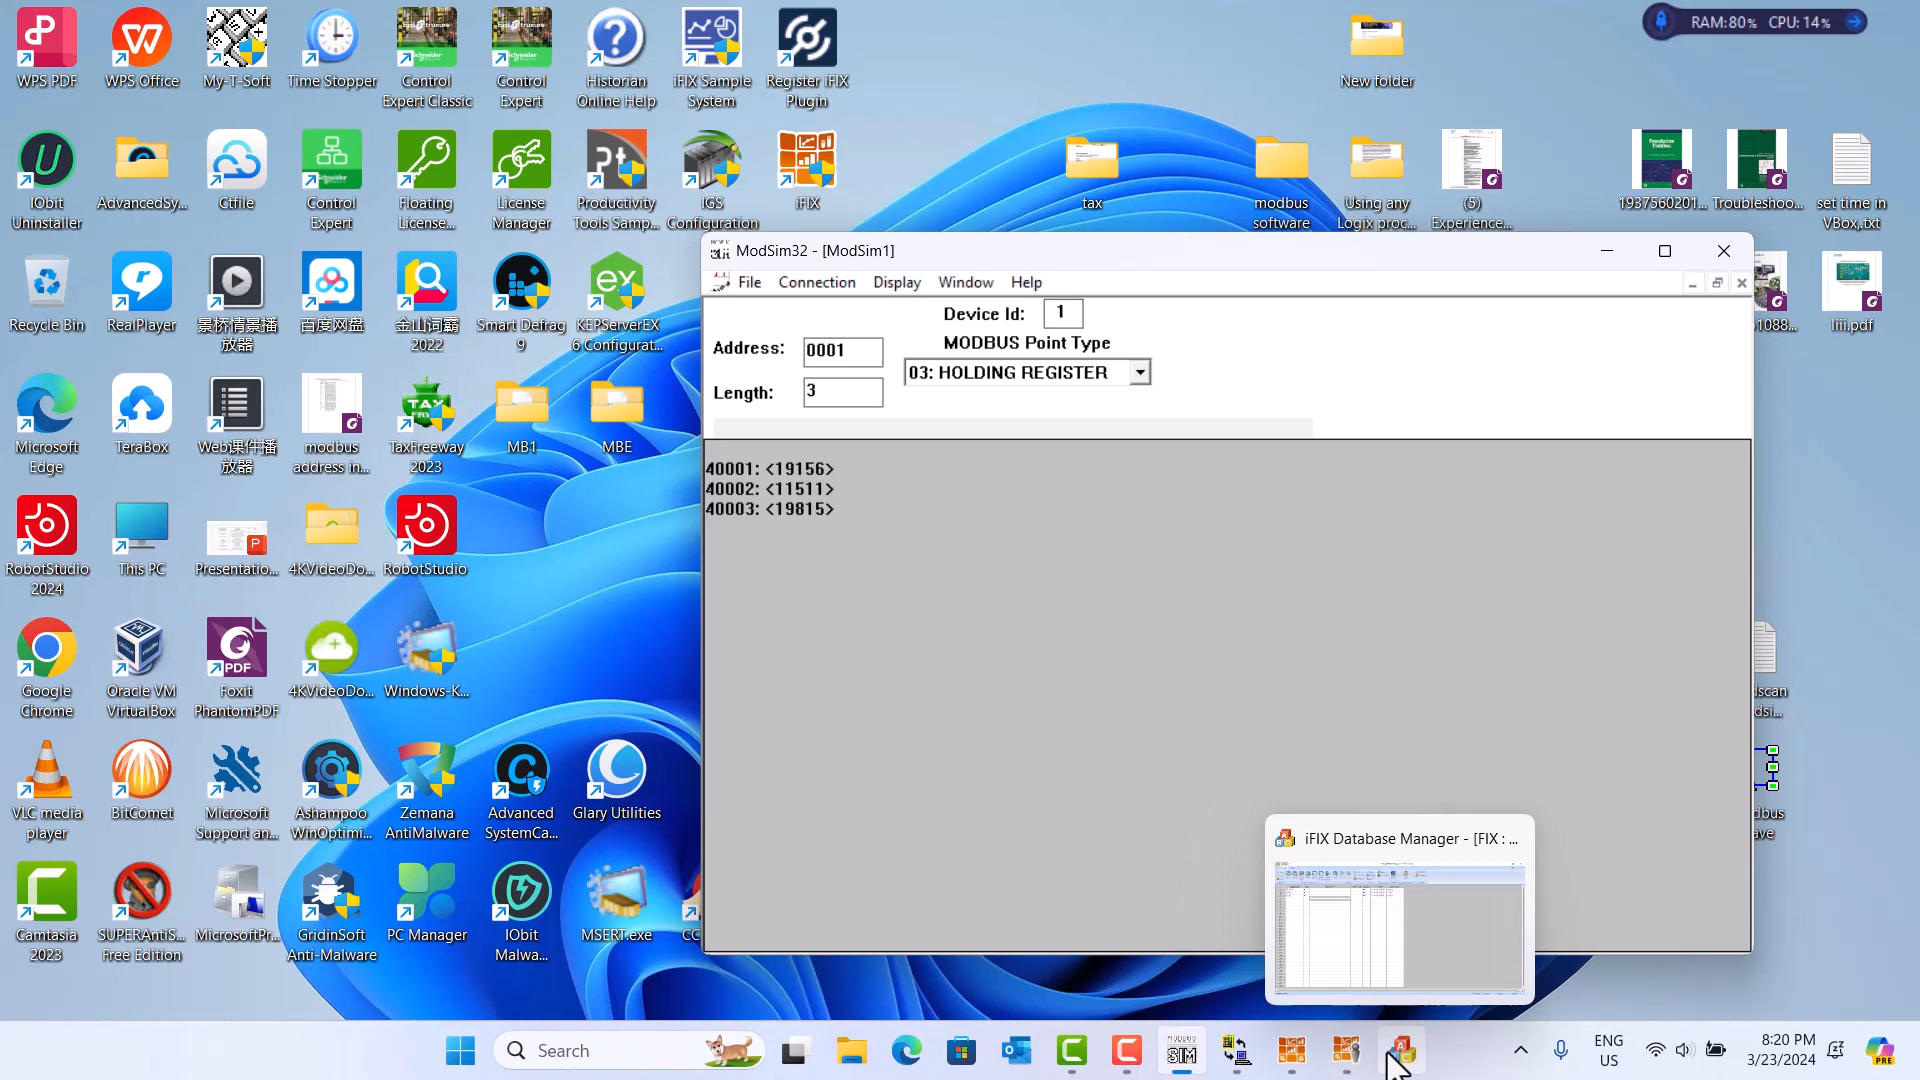 WPS PDF
WPS Office
My-T-Soft
Time Stopper
Control
Expert Classic
Control
Expert
Historian
Online Help
iFIX Sample
System
Register iFIX
Plugin
New folder
RAM:80% CPU:14%
IObit
Uninstaller
AdvancedSy...
Ctfile
Control
Expert
Floating
License...
License
Manager
Productivity
Tools Samp...
IGS
Configuration
iFIX
tax
modbus
software
Using any
Logix proc...
(5)
Experience...
1937560201...
Troubleshoo...
set time in
VBox,.txt
Recycle Bin
RealPlayer
景桥情景播
放器
百度网盘
金山词霸
2022
Smart Defrag
9
KEPServerEX
6 Configurat...
liii.pdf
Microsoft
Edge
TeraBox
Web课件播
放器
modbus
address in...
TaxFreeway
2023
MB1
MBE
RobotStudio
2024
This PC
Presentatio...
4KVideoDo...
RobotStudio
Google
Chrome
Oracle VM
VirtualBox
Foxit
PhantomPDF
4KVideoDo...
Windows-K...
VLC media
player
BitComet
Microsoft
Support an...
Ashampoo
WinOptimi...
Zemana
AntiMalware
Advanced
SystemCa...
Glary Utilities
Camtasia
2023
SUPERAntiS...
Free Edition
MicrosoftPr...
GridinSoft
Anti-Malware
PC Manager
IObit
Malwa...
MSERT.exe
CC
ModSim32 - [ModSim1]
File Connection Display Window Help
Device Id: 1
MODBUS Point Type
Address: 0001
03: HOLDING REGISTER
Length: 3
40001: <19156>
40002: <11511>
40003: <19815>
iFIX Database Manager - [FIX : ...
Search
ENG
US
8:20 PM
3/23/2024